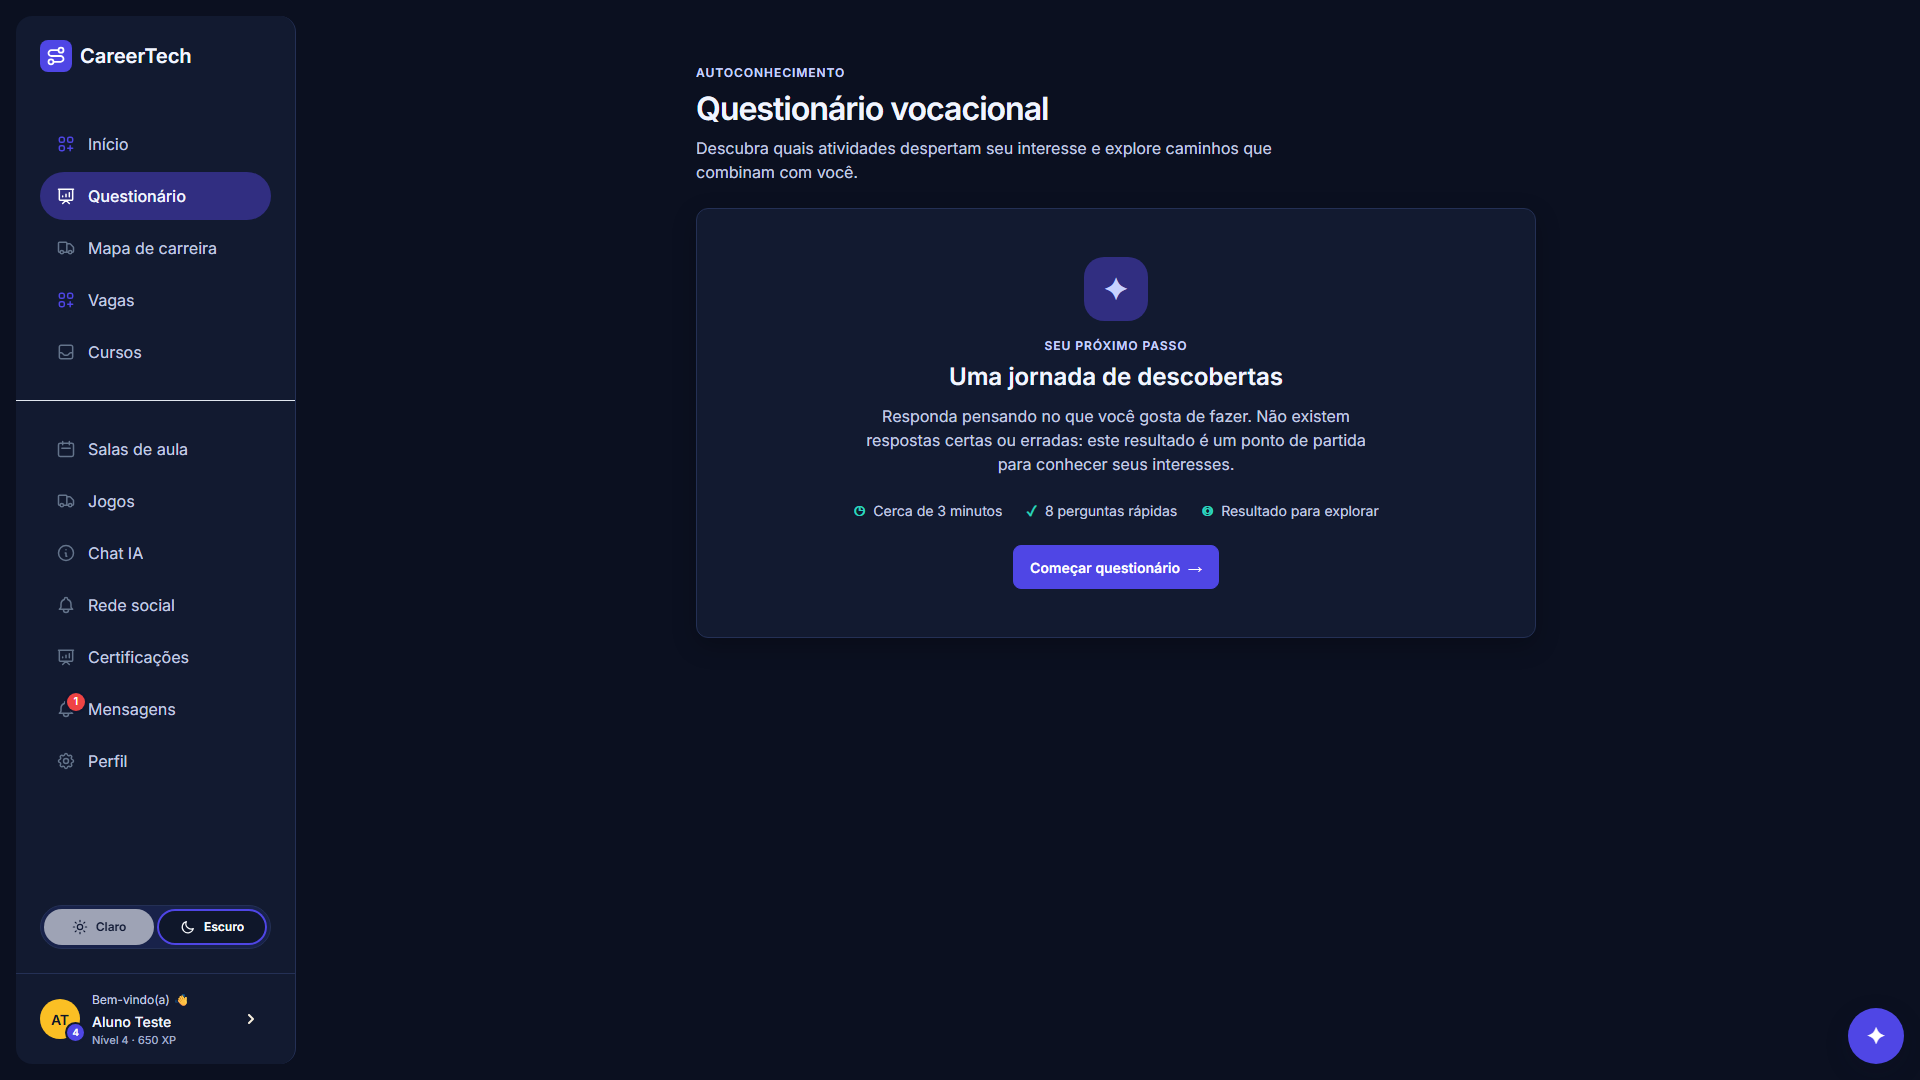 CareerTech
Início
Questionário
Mapa de carreira
Vagas
Cursos
Salas de aula
Jogos
Chat IA
Rede social
Certificações
1
Mensagens
Perfil
Claro
Escuro
Bem-vindo(a) 👋
AT
4
Aluno Teste
Nível 4 · 650 XP
AUTOCONHECIMENTO
Questionário vocacional
Descubra quais atividades despertam seu interesse e explore caminhos que
combinam com você.
SEU PRÓXIMO PASSO
Uma jornada de descobertas
Responda pensando no que você gosta de fazer. Não existem
respostas certas ou erradas: este resultado é um ponto de partida
para conhecer seus interesses.
Cerca de 3 minutos
✓ 8 perguntas rápidas
Resultado para explorar
Começar questionário →